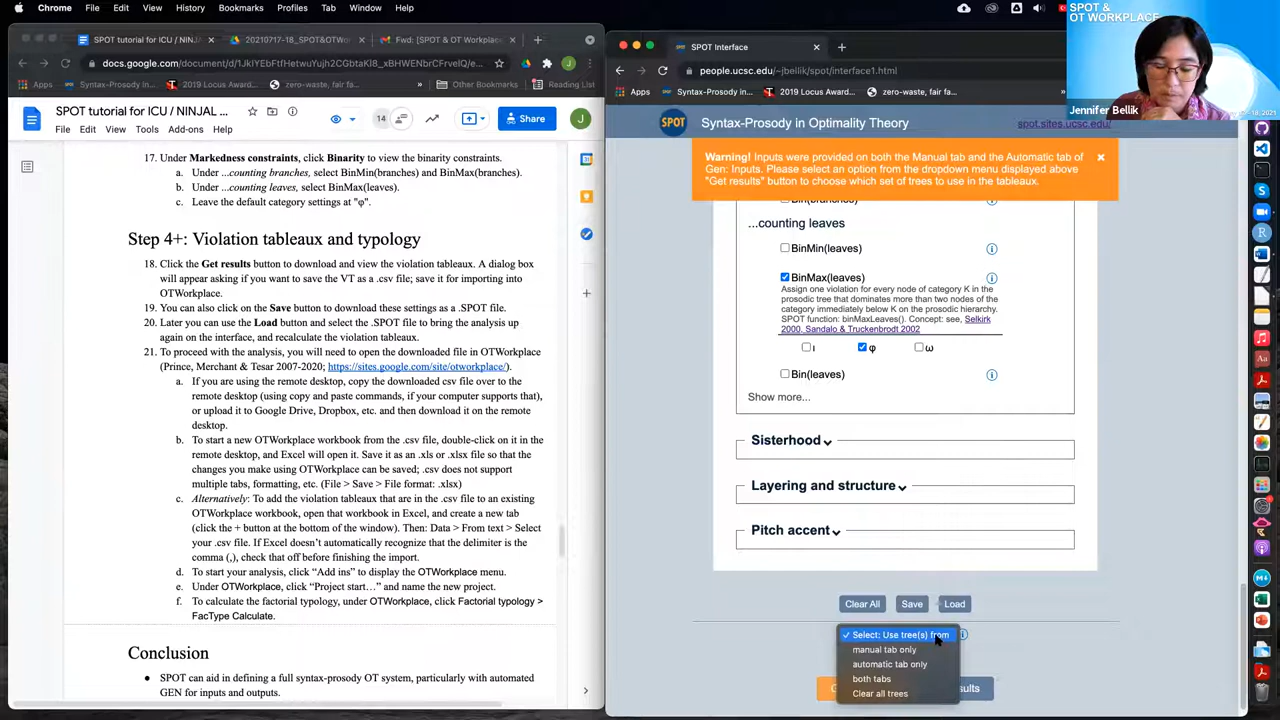 Chrome File Edit View History Bookmarks Profiles Tab Window Help
SPOT &
OT WORKPLACE
SPOT tutorial for ICU / NINJ
20210717-18_SPOT&OTWo
Fwd: [SPOT & OT Workplace
docs.google.com/document/d/1JkIYEbFtfHetwuYujh2CGbtaKl8_xBHWENbrCFrveIQ/e…
Apps Syntax-Prosody in... 2019 Locus Award... zero-waste, fair fa...
SPOT tutorial for ICU / NINJAL
File Edit View Tools Add-ons Help
14
Share
J
17. Under Markedness constraints, click Binarity to view the binarity constraints.
a. Under ...counting branches, select BinMin(branches) and BinMax(branches).
b. Under ...counting leaves, select BinMax(leaves).
c. Leave the default category settings at "φ".
Step 4+: Violation tableaux and typology
18. Click the Get results button to download and view the violation tableaux. A dialog box
will appear asking if you want to save the VT as a .csv file; save it for importing into
OTWorkplace.
19. You can also click on the Save button to download these settings as a .SPOT file.
20. Later you can use the Load button and select the .SPOT file to bring the analysis up
again on the interface, and recalculate the violation tableaux.
21. To proceed with the analysis, you will need to open the downloaded file in OTWorkplace
(Prince, Merchant & Tesar 2007-2020; https://sites.google.com/site/otworkplace/).
a. If you are using the remote desktop, copy the downloaded csv file over to the
remote desktop (using copy and paste commands, if your computer supports that),
or upload it to Google Drive, Dropbox, etc. and then download it on the remote
desktop.
b. To start a new OTWorkplace workbook from the .csv file, double-click on it in the
remote desktop, and Excel will open it. Save it as an .xls or .xlsx file so that the
changes you make using OTWorkplace can be saved; .csv does not support
multiple tabs, formatting, etc. (File > Save > File format: .xlsx)
c. Alternatively: To add the violation tableaux that are in the .csv file to an existing
OTWorkplace workbook, open that workbook in Excel, and create a new tab
(click the + button at the bottom of the window). Then: Data > From text > Select
your .csv file. If Excel doesn't automatically recognize that the delimiter is the
comma (,), check that off before finishing the import.
d. To start your analysis, click "Add ins" to display the OTWorkplace menu.
e. Under OTWorkplace, click "Project start…" and name the new project.
f. To calculate the factorial typology, under OTWorkplace, click Factorial typology >
FacType Calculate.
Conclusion
● SPOT can aid in defining a full syntax-prosody OT system, particularly with automated
GEN for inputs and outputs.
SPOT Interface
people.ucsc.edu/~jbellik/spot/interface1.html
Apps Syntax-Prosody in... 2019 Locus Award... zero-waste, fair fa...
Jennifer Bellik
SPOT Syntax-Prosody in Optimality Theory
spot.sites.ucsc.edu/
Warning! Inputs were provided on both the Manual tab and the Automatic tab of
Gen: Inputs. Please select an option from the dropdown menu displayed above
"Get results" button to choose which set of trees to use in the tableaux.
Bin(branches)
...counting leaves
BinMin(leaves)
BinMax(leaves)
Assign one violation for every node of category K in the
prosodic tree that dominates more than two nodes of the
category immediately below K on the prosodic hierarchy.
SPOT function: binMaxLeaves(). Concept: see, Selkirk
2000, Sandalo & Truckenbrodt 2002
ι φ ω
Bin(leaves)
Show more...
Sisterhood
Layering and structure
Pitch accent
Clear All Save Load
✓ Select: Use tree(s) from
manual tab only
automatic tab only
both tabs
Clear all trees